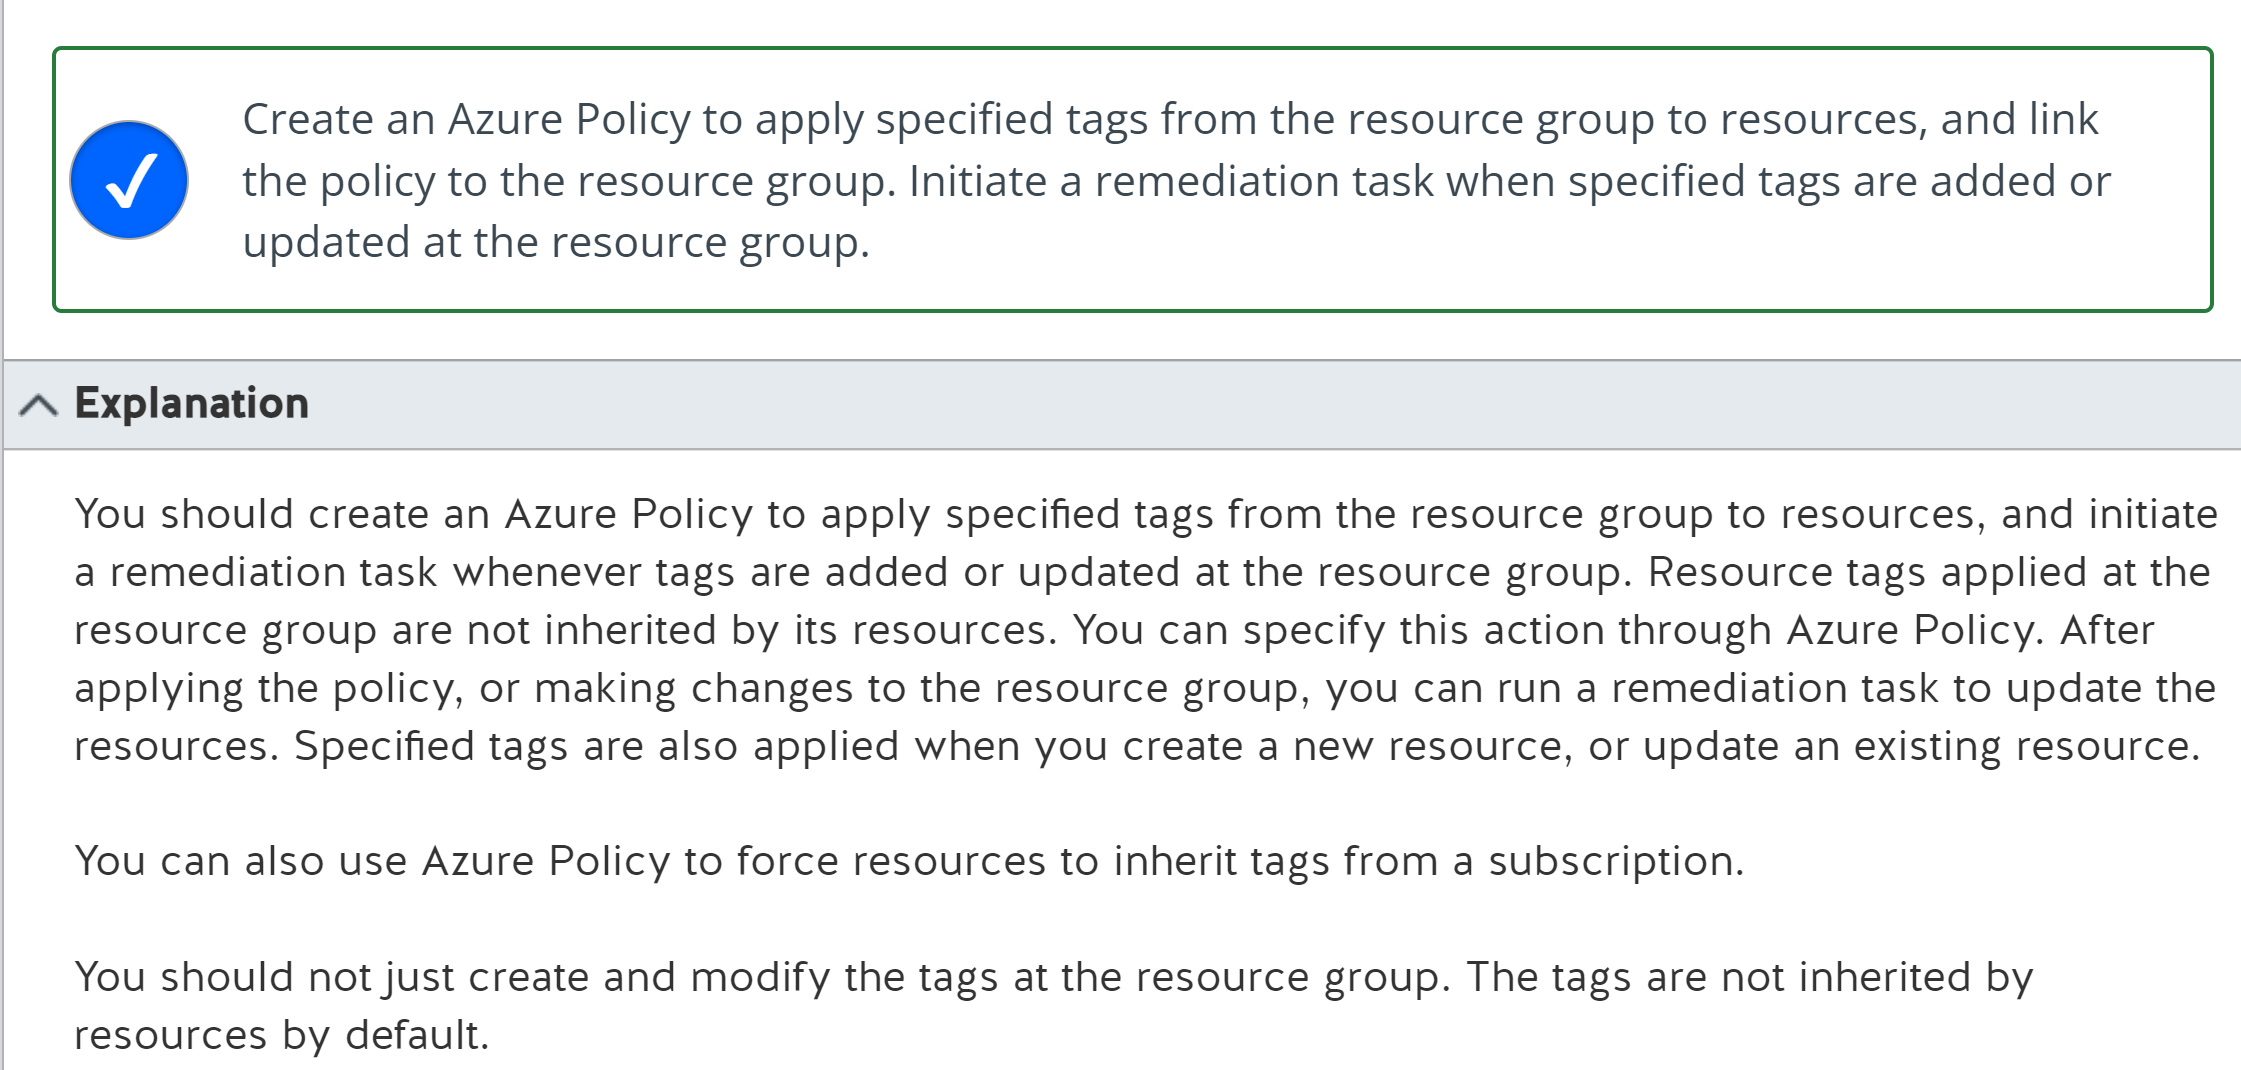 Create an Azure Policy to apply specified tags from the resource group to resources, and link
the policy to the resource group. Initiate a remediation task when specified tags are added or
updated at the resource group.
Explanation
You should create an Azure Policy to apply specified tags from the resource group to resources, and initiate
a remediation task whenever tags are added or updated at the resource group. Resource tags applied at the
resource group are not inherited by its resources. You can specify this action through Azure Policy. After
applying the policy, or making changes to the resource group, you can run a remediation task to update the
resources. Specified tags are also applied when you create a new resource, or update an existing resource.
You can also use Azure Policy to force resources to inherit tags from a subscription.
You should not just create and modify the tags at the resource group. The tags are not inherited by
resources by default.